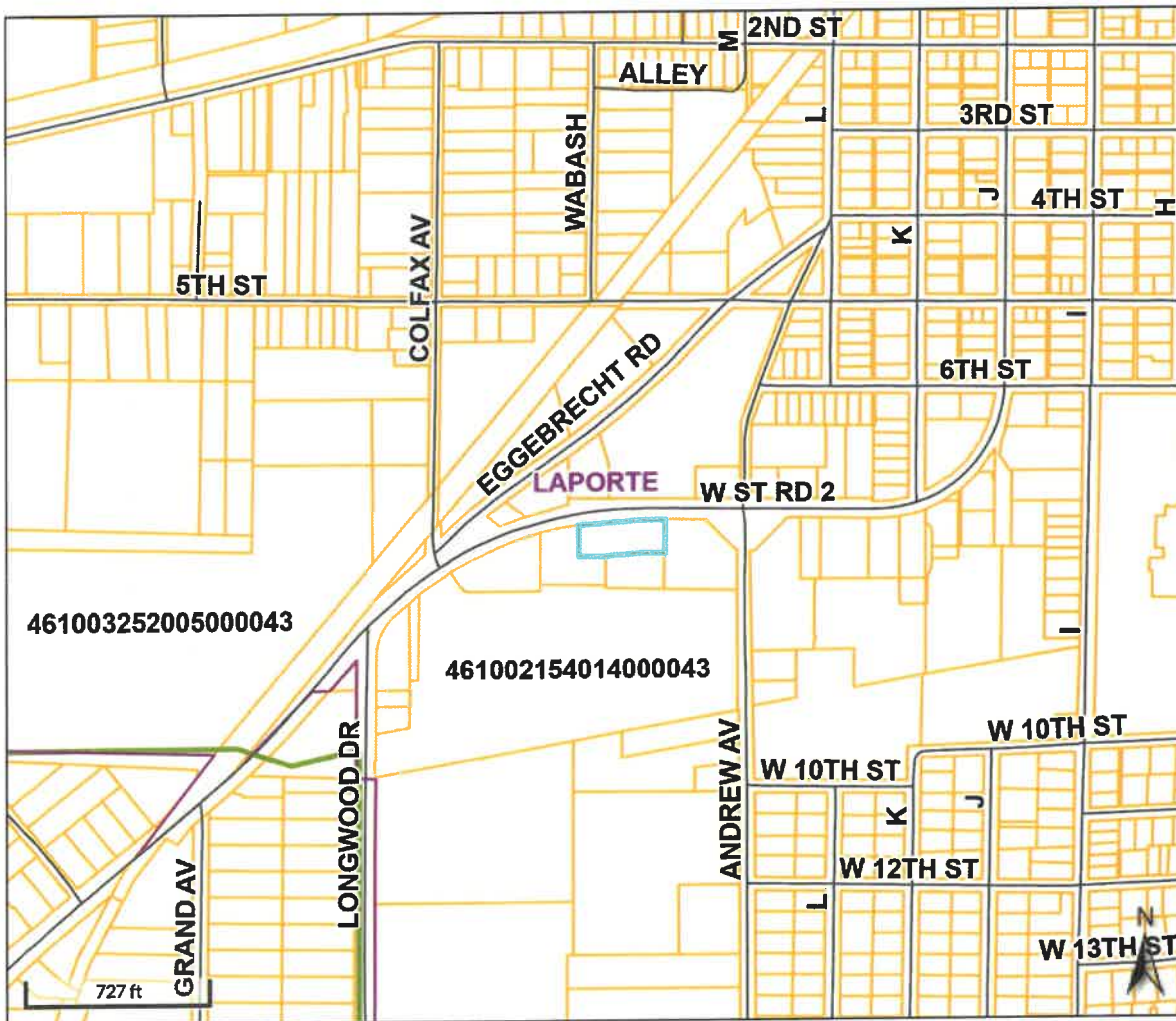 2ND ST
M
ALLEY
L
3RD ST
WABASH
J
4TH ST
H
K
5TH ST
COLFAX AV
I
EGGEBRECHT RD
6TH ST
LAPORTE
W ST RD 2
461003252005000043
I
461002154014000043
LONGWOOD DR
ANDREW AV
W 10TH ST
W 10TH ST
K
J
W 12TH ST
GRAND AV
L
N
W 13TH ST
727 ft